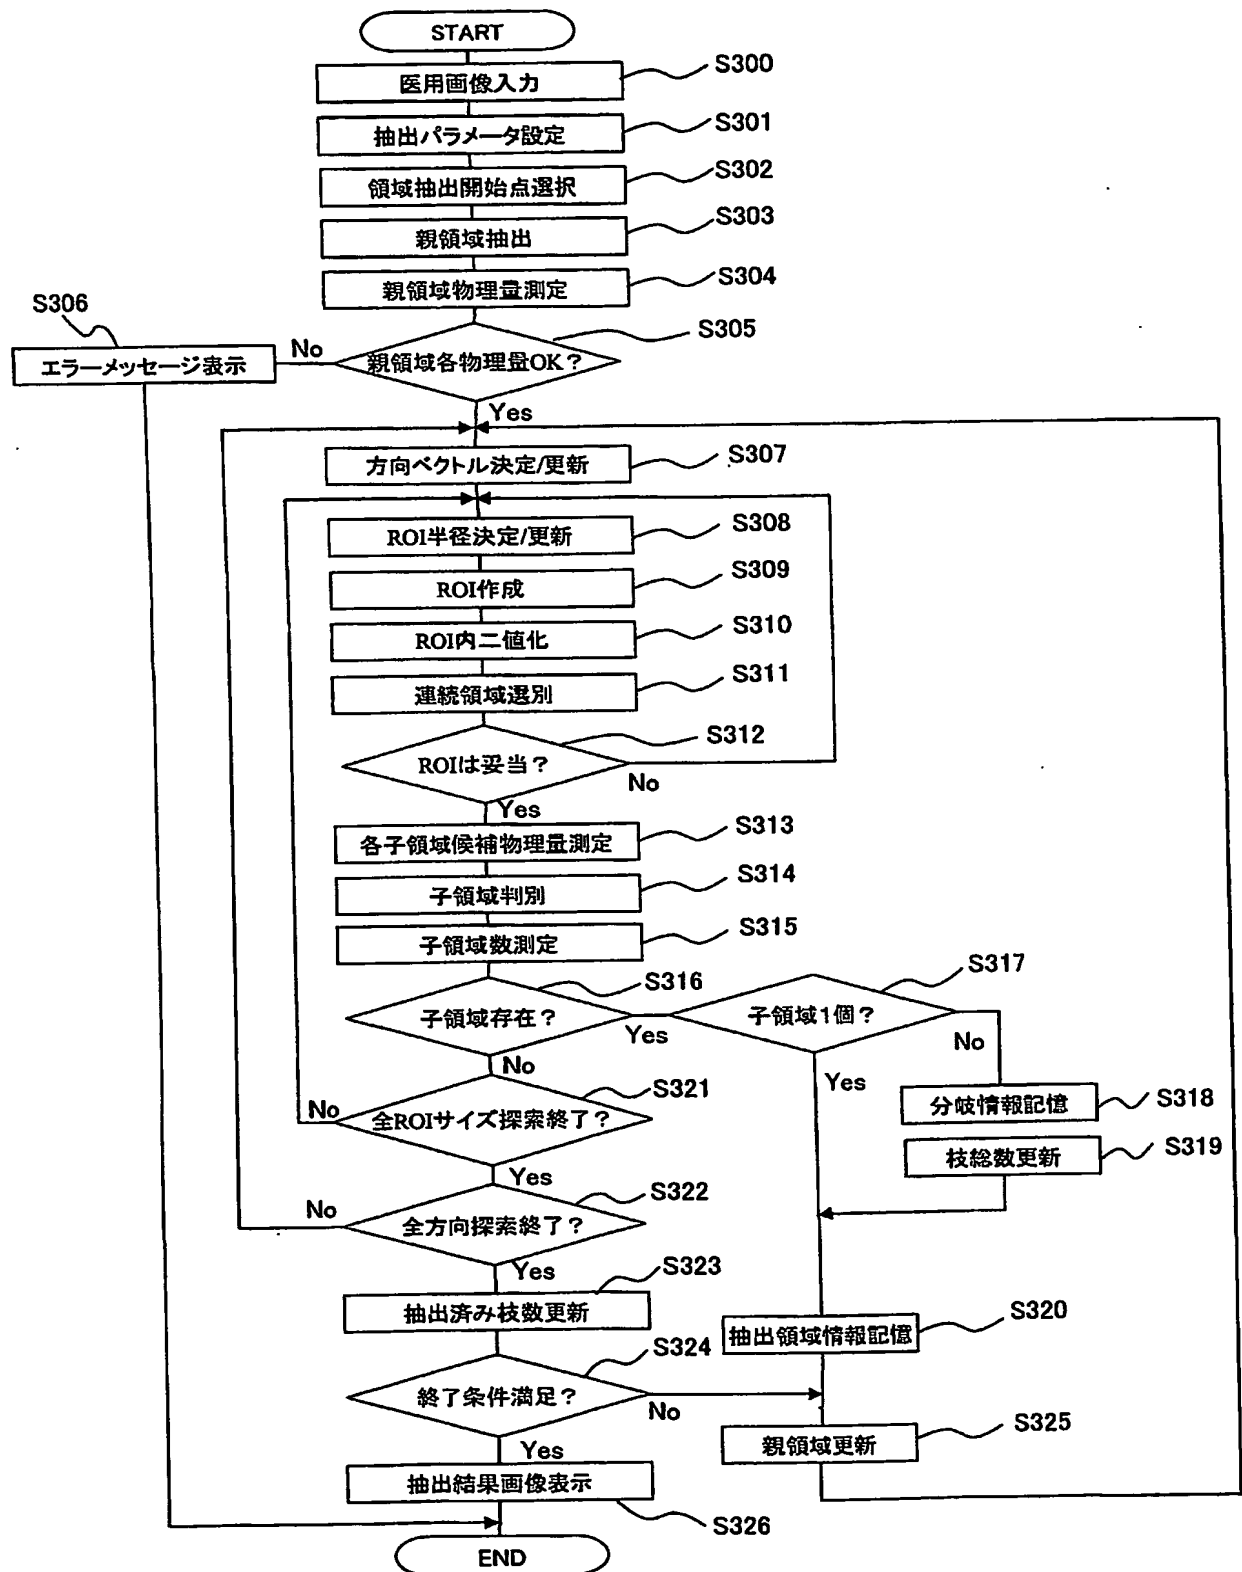 START
医用画像入力
S300
抽出パラメータ設定
S301
領域抽出開始点選択
S302
親領域抽出
S303
親領域物理量測定
S304
S306
エラーメッセージ表示
No
親領域各物理量OK？
S305
Yes
方向ベクトル決定/更新
S307
ROI半径決定/更新
S308
ROI作成
S309
ROI内二値化
S310
連続領域選別
S311
ROIは妥当？
S312
No
Yes
各子領域候補物理量測定
S313
子領域判別
S314
子領域数測定
S315
子領域存在？
S316
Yes
子領域1個？
S317
No
No
Yes
全ROIサイズ探索終了？
S321
No
分岐情報記憶
S318
枝総数更新
S319
Yes
全方向探索終了？
S322
No
Yes
抽出済み枝数更新
S323
抽出領域情報記憶
S320
終了条件満足？
S324
No
親領域更新
S325
Yes
抽出結果画像表示
S326
END